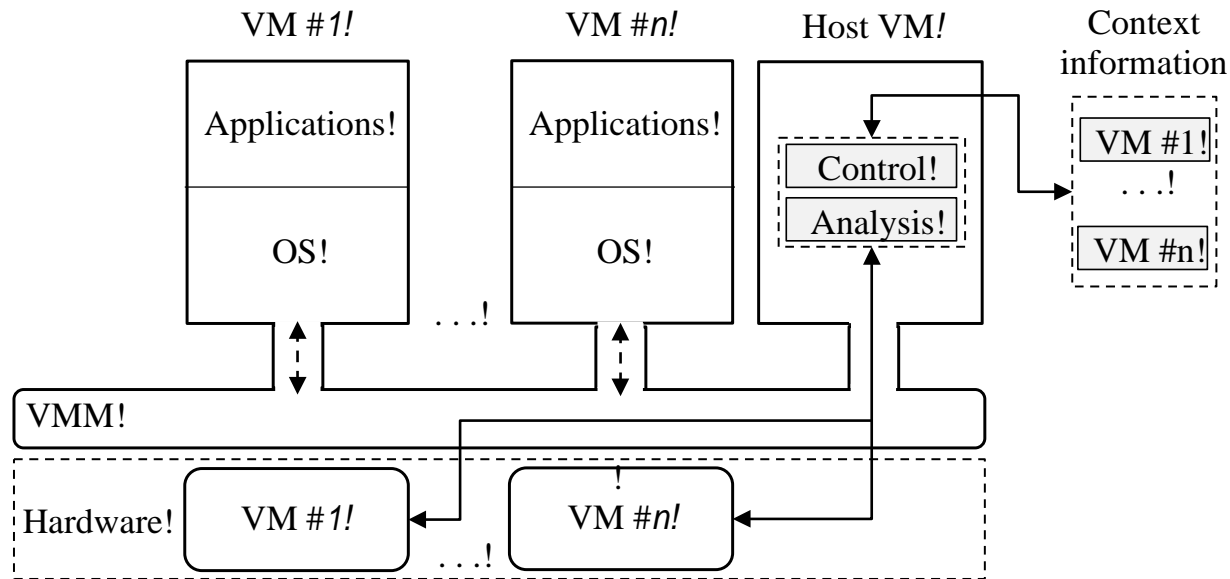 VM #1!
VM #n!
Host VM!
Context
information
Applications!
Applications!
Control!
Analysis!
VM #1!
. . .!
VM #n!
OS!
OS!
. . .!
VMM!
!
Hardware!
VM #1!
VM #n!
. . .!